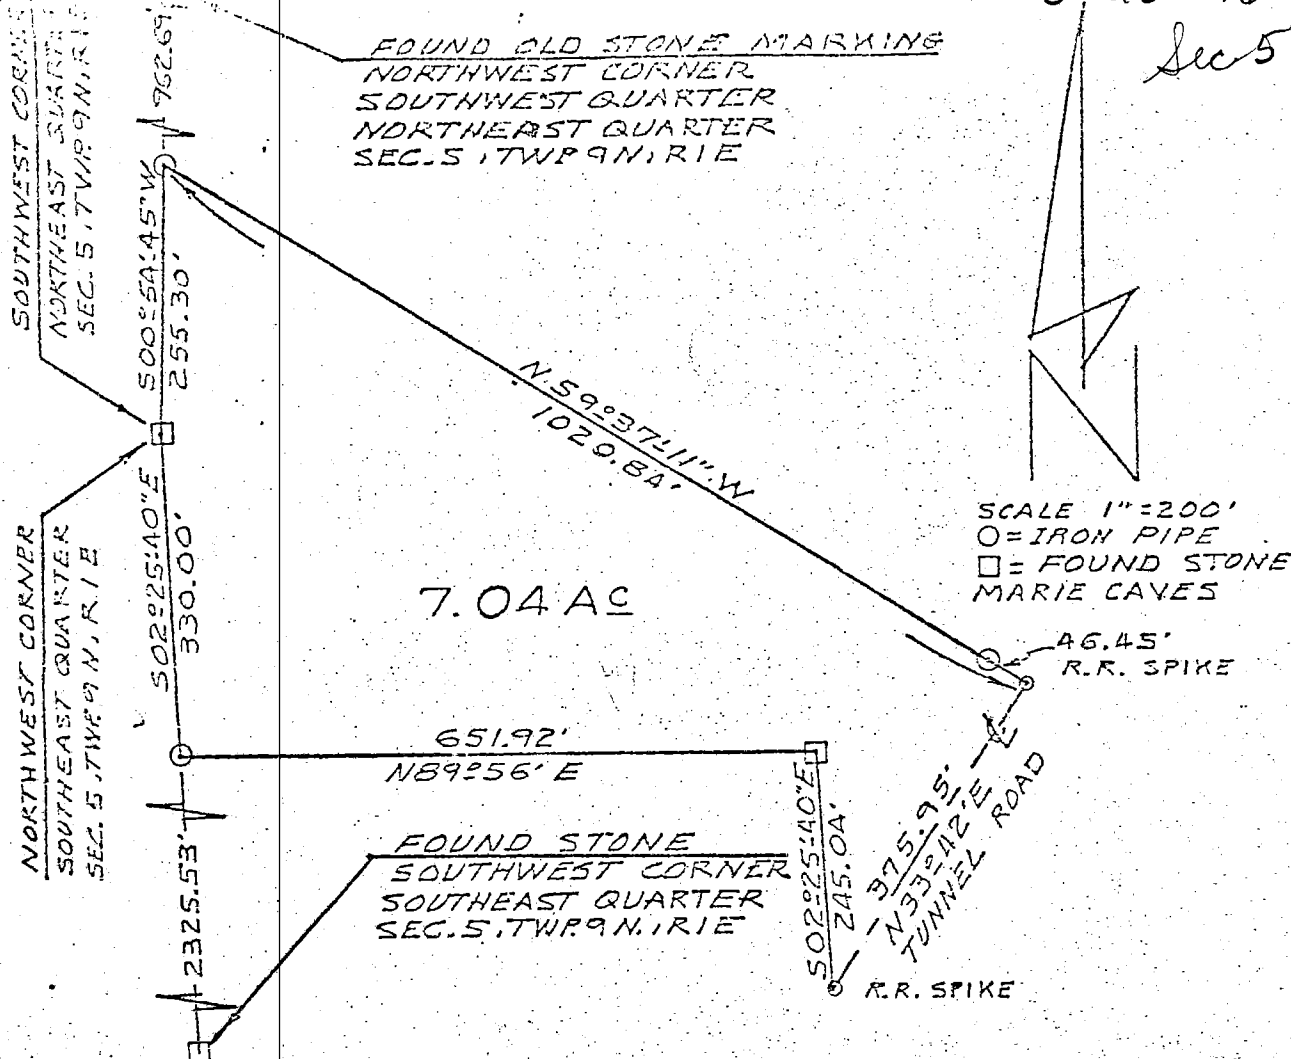 Sec 5
962.69
FOUND OLD STONE MARKING
NORTHWEST CORNER
SOUTHWEST QUARTER
NORTHEAST QUARTER
SEC. 5, TWP 9N, R1E
SOUTHWEST CORNER
NORTHEAST QUARTER
SEC. 5, TWP. 9N, R1E
S00°54'45"W
255.30'
N59°37'11"W
1029.84'
SCALE 1"=200'
O=IRON PIPE
□= FOUND STONE
MARIE CAVES
NORTHWEST CORNER
SOUTHEAST QUARTER
SEC. 5, TWP. 9N, R1E
S02°25'40"E
330.00'
7.04 AC
46.45'
R.R. SPIKE
651.92'
N89°56' E
S02°25'40"E
245.04'
375.95'
N33°42'E
TUNNEL ROAD
FOUND STONE
SOUTHWEST CORNER
SOUTHEAST QUARTER
SEC. 5, TWP. 9N., R1E
2325.53'
R.R. SPIKE